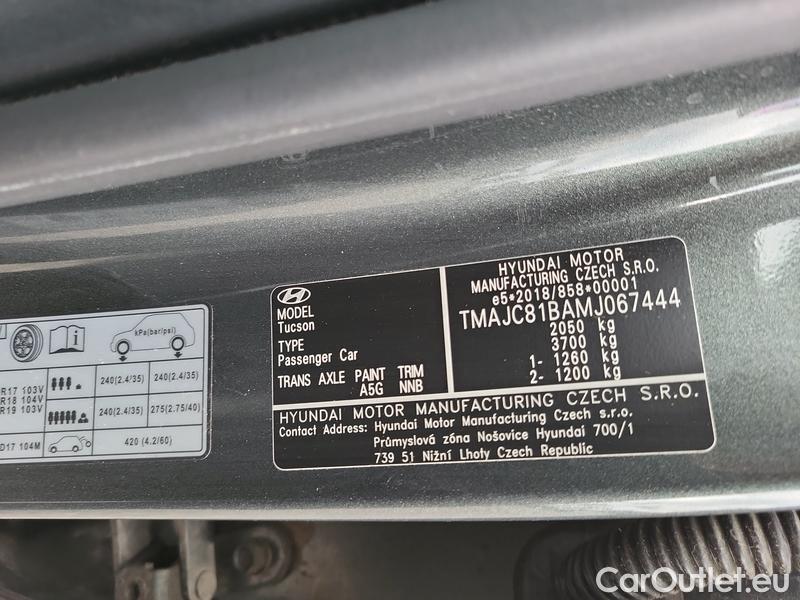 kPa(bar/psi)
R17 103V
R18 104V
R19 103V
240(2.4/35) 240(2.4/35)
240(2.4/35) 275(2.75/40)
D17 104M
420 (4.2/60)
MODEL
Tucson
TYPE
Passenger Car
TRANS AXLE PAINT TRIM
A5G NNB
HYUNDAI MOTOR
MANUFACTURING CZECH S.R.O.
e5*2018/858*00001
TMAJC81BAMJ067444
2050 kg
3700 kg
1- 1260 kg
2- 1200 kg
HYUNDAI MOTOR MANUFACTURING CZECH S.R.O.
Contact Address: Hyundai Motor Manufacturing Czech s.r.o.
Průmyslová zóna Nošovice Hyundai 700/1
739 51 Nižní Lhoty Czech Republic
CarOutlet.eu